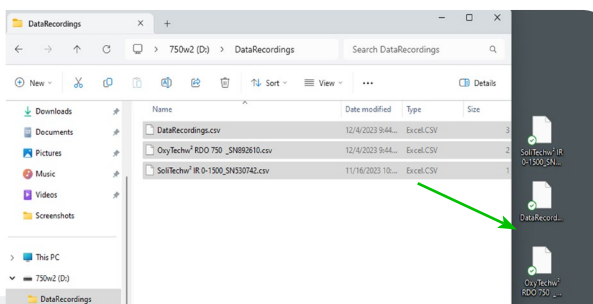 DataRecordings
750w2 (D:) > DataRecordings
Search DataRecordings
New
Sort
View
Details
Downloads
Documents
Pictures
Music
Videos
Screenshots
This PC
750w2 (D:)
DataRecordings
Name Date modified Type Size
DataRecordings.csv 12/4/2023 9:44... Excel.CSV 3
OxyTechw² RDO 750 _SN892610.csv 12/4/2023 9:44... Excel.CSV 2
SoliTechw² IR 0-1500_SN530742.csv 11/16/2023 10:... Excel.CSV 1
SoliTechw² IR
0-1500_SN...
DataRecord...
OxyTechw²
RDO 750 _...